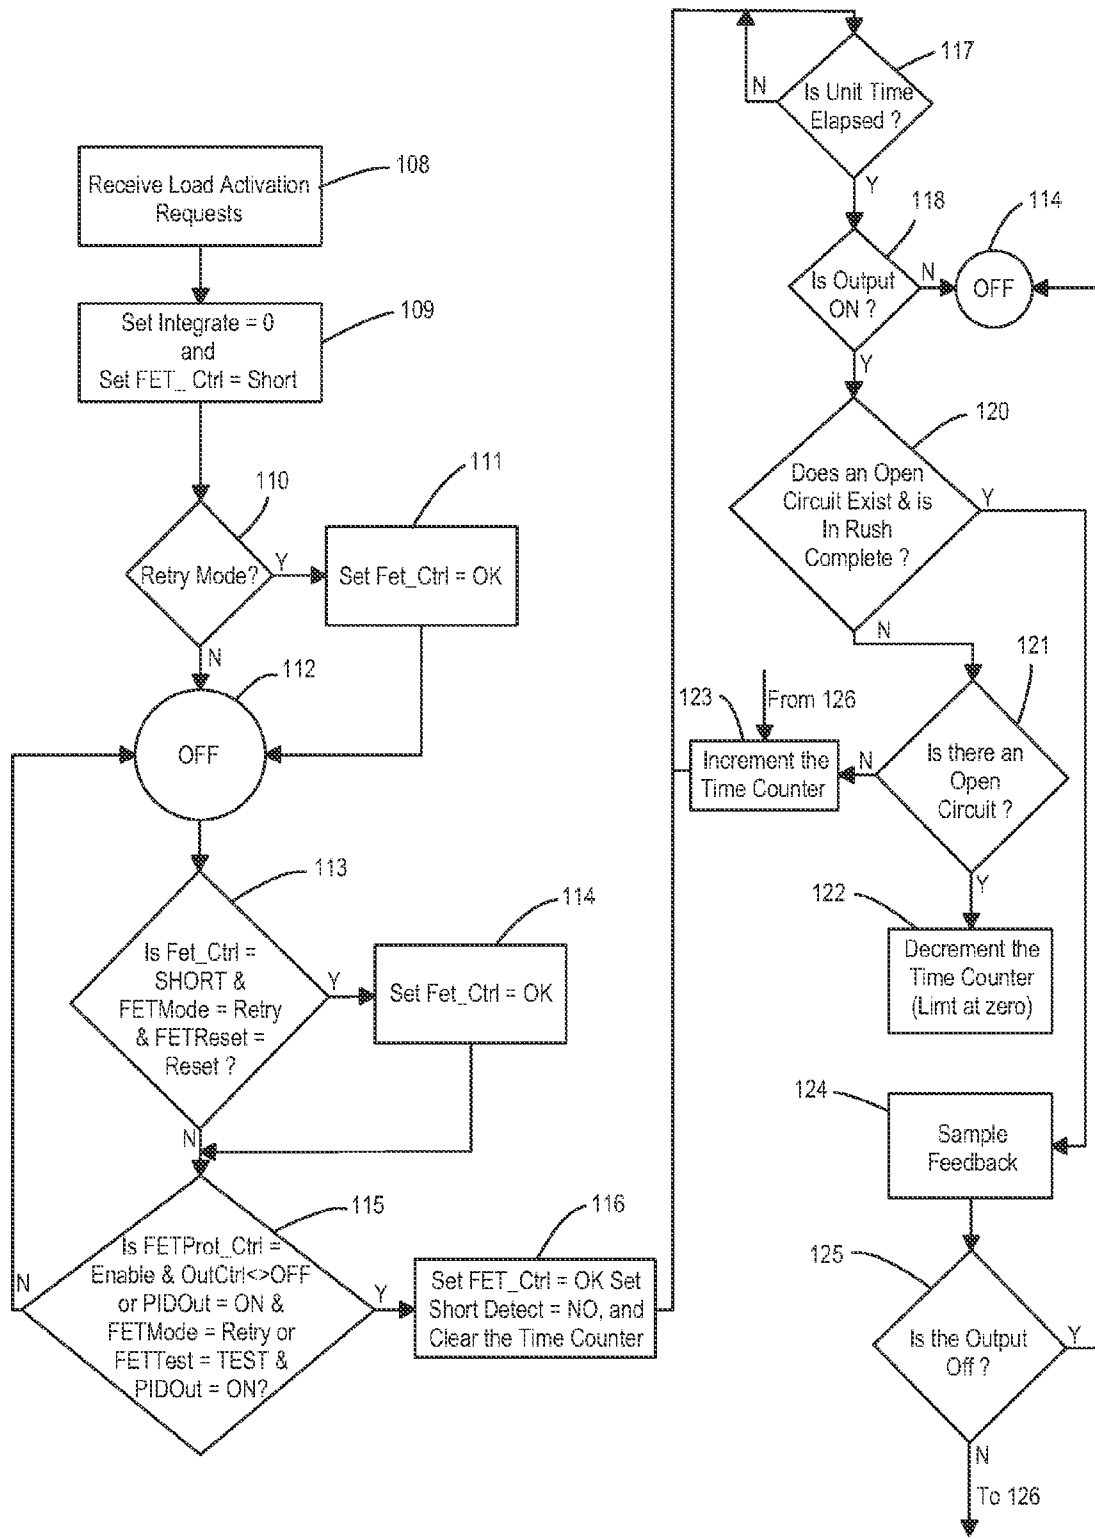 108
Receive Load Activation
Requests
109
Set Integrate = 0
and
Set FET_ Ctrl = Short
110
Retry Mode?
Y
N
111
Set Fet_Ctrl = OK
112
OFF
113
Is Fet_Ctrl =
SHORT &
FETMode = Retry
& FETReset =
Reset ?
Y
N
114
Set Fet_Ctrl = OK
115
Is FETProt_Ctrl =
Enable & OutCtrl<>OFF
or PIDOut = ON &
FETMode = Retry or
FETTest = TEST &
PIDOut = ON?
N
Y
116
Set FET_Ctrl = OK Set
Short Detect = NO, and
Clear the Time Counter
117
Is Unit Time
Elapsed ?
N
Y
118
Is Output
ON ?
N
Y
114
OFF
120
Does an Open
Circuit Exist & is
In Rush
Complete ?
Y
N
121
Is there an
Open
Circuit ?
N
Y
123
From 126
Increment the
Time Counter
122
Decrement the
Time Counter
(Limt at zero)
124
Sample
Feedback
125
Is the Output
Off ?
Y
N
To 126